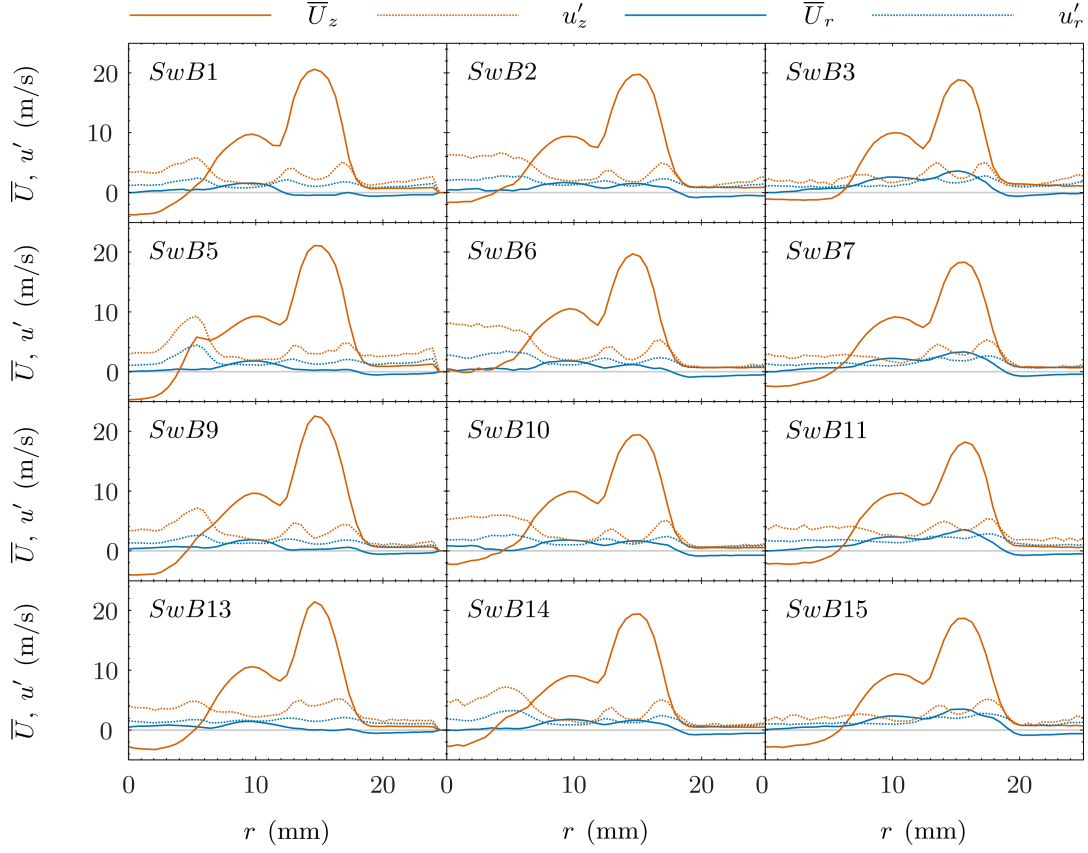 U̅_z u′_z U̅_r u′_r
SwB1 SwB2 SwB3
20
10
0
U̅, u′ (m/s)
SwB5 SwB6 SwB7
20
10
0
U̅, u′ (m/s)
SwB9 SwB10 SwB11
20
10
0
U̅, u′ (m/s)
SwB13 SwB14 SwB15
20
10
0
U̅, u′ (m/s)
0 10 20 0 10 20 0 10 20
r (mm) r (mm) r (mm)